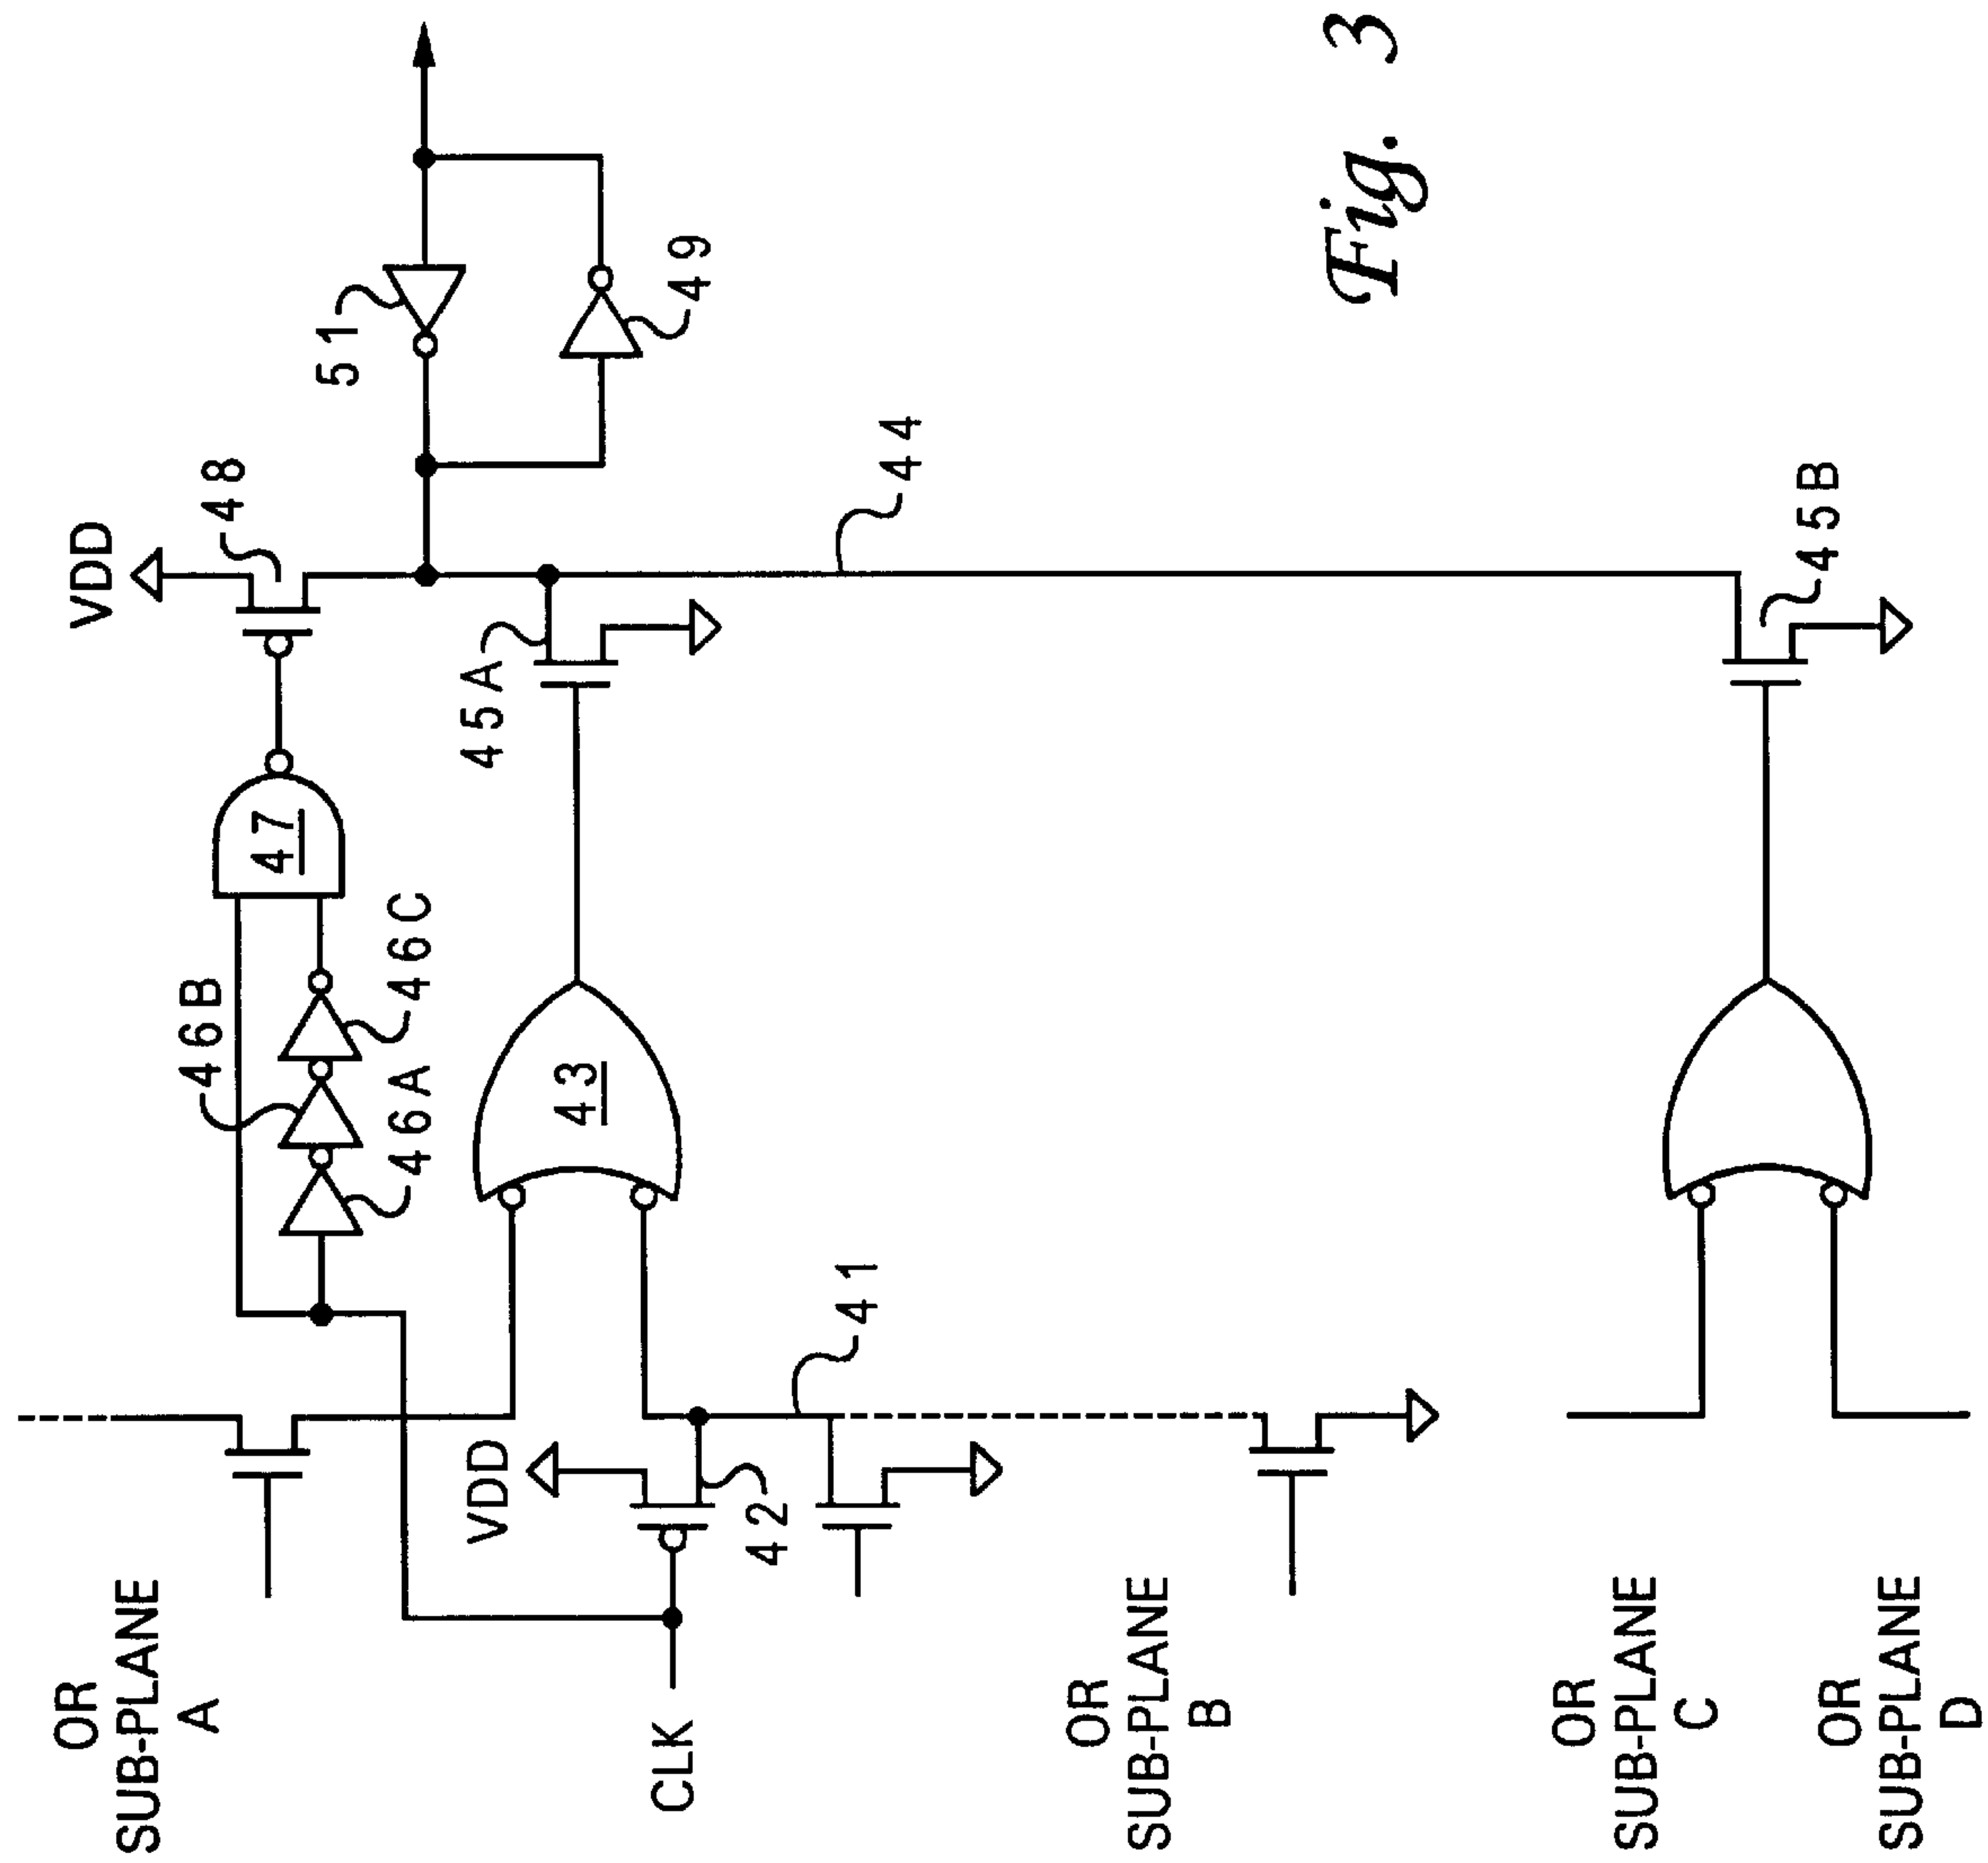 OR
SUB-PLANE
A
CLK
OR
SUB-PLANE
B
OR
SUB-PLANE
C
OR
SUB-PLANE
D
46B
46A
46C
47
VDD
48
VDD
42
41
43
45A
44
45B
51
49
Fig. 3